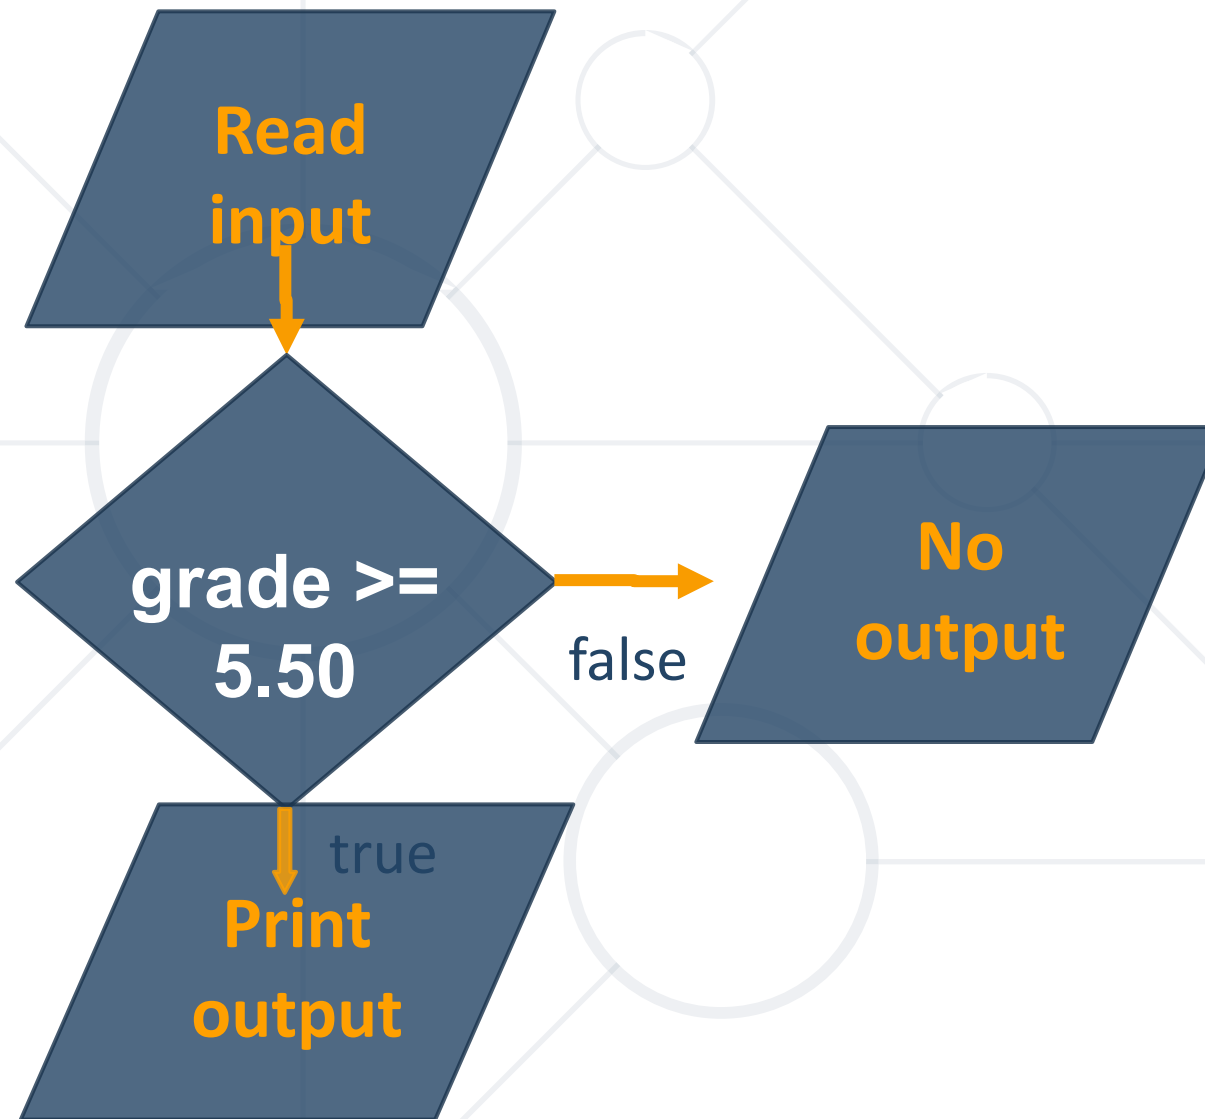 Read
input
grade >=
5.50
false
No
output
true
Print
output